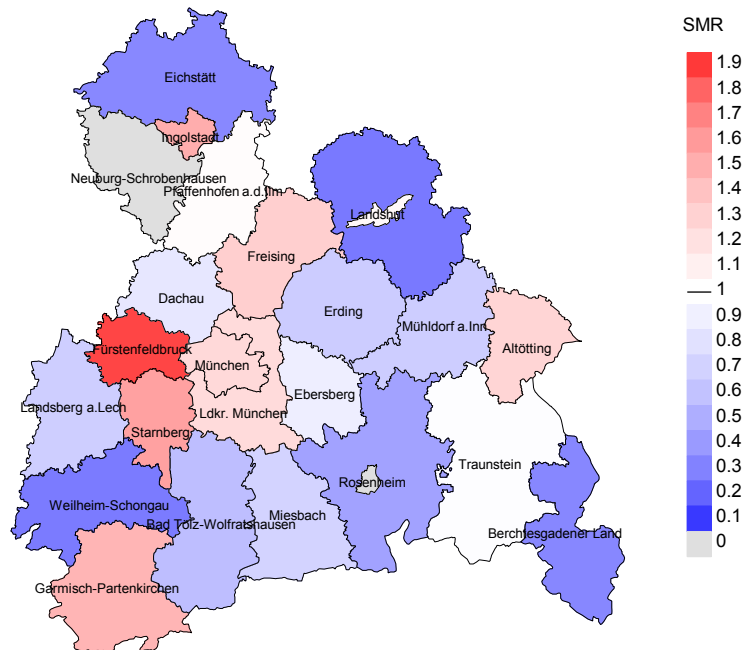 SMR
1.9
1.8
1.7
1.6
1.5
1.4
1.3
1.2
1.1
1
0.9
0.8
0.7
0.6
0.5
0.4
0.3
0.2
0.1
0
Eichstätt
Ingolstadt
Neuburg-Schrobenhausen
Pfaffenhofen a.d.Ilm
Landshut
Freising
Dachau
Erding
Mühldorf a.Inn
Fürstenfeldbruck
München
Altötting
Ebersberg
Landsberg a.Lech
Ldkr. München
Starnberg
Traunstein
Rosenheim
Weilheim-Schongau
Miesbach
Bad Tölz-Wolfratshausen
Berchtesgadener Land
Garmisch-Partenkirchen